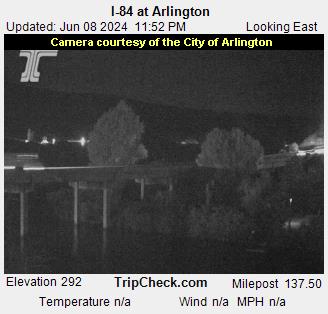 I-84 at Arlington
Updated: Jun 08 2024 11:52 PM Looking East
Camera courtesy of the City of Arlington
Elevation 292 TripCheck.com Milepost 137.50
Temperature n/a Wind n/a MPH n/a